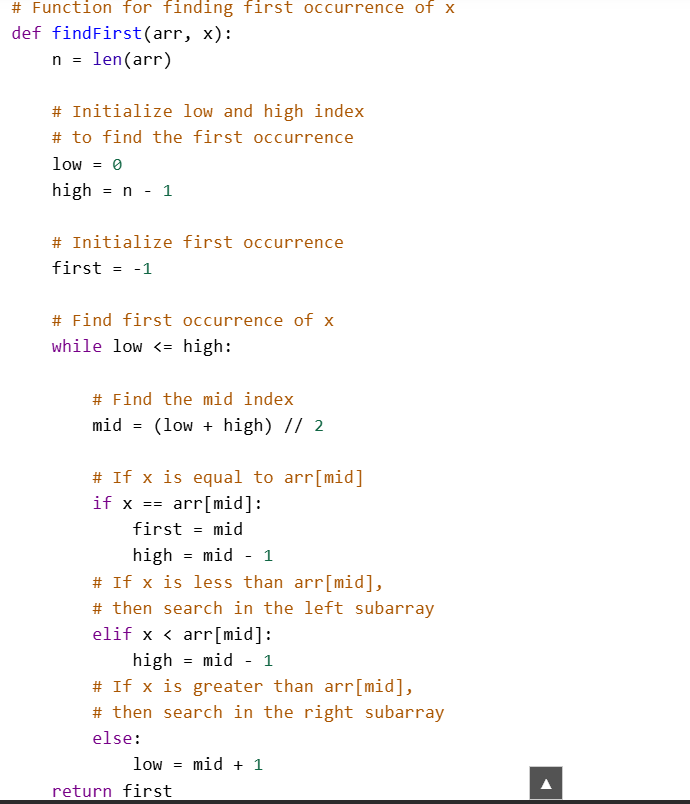 # Function for finding first occurrence of x
def findFirst(arr, x):
    n = len(arr)

    # Initialize low and high index
    # to find the first occurrence
    low = 0
    high = n - 1

    # Initialize first occurrence
    first = -1

    # Find first occurrence of x
    while low <= high:

        # Find the mid index
        mid = (low + high) // 2

        # If x is equal to arr[mid]
        if x == arr[mid]:
            first = mid
            high = mid - 1
        # If x is less than arr[mid],
        # then search in the left subarray
        elif x < arr[mid]:
            high = mid - 1
        # If x is greater than arr[mid],
        # then search in the right subarray
        else:
            low = mid + 1
    return first